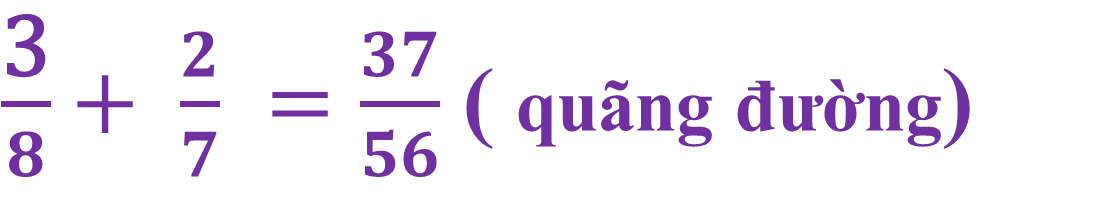 3/8 + 2/7 = 37/56 ( quãng đường)